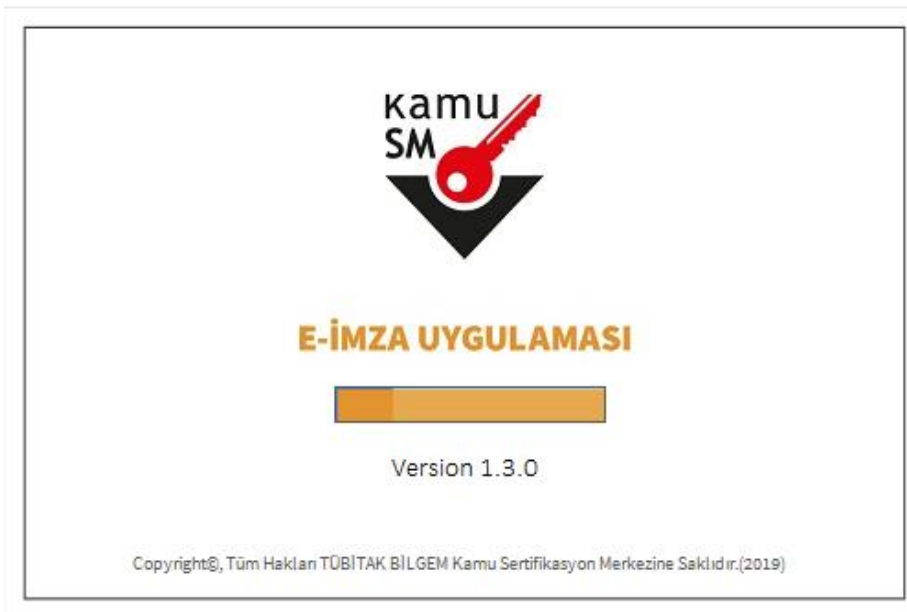 Kamu
SM
E-İMZA UYGULAMASI
Version 1.3.0
Copyright©, Tüm Hakları TÜBİTAK BİLGEM Kamu Sertifikasyon Merkezine Saklıdır.(2019)